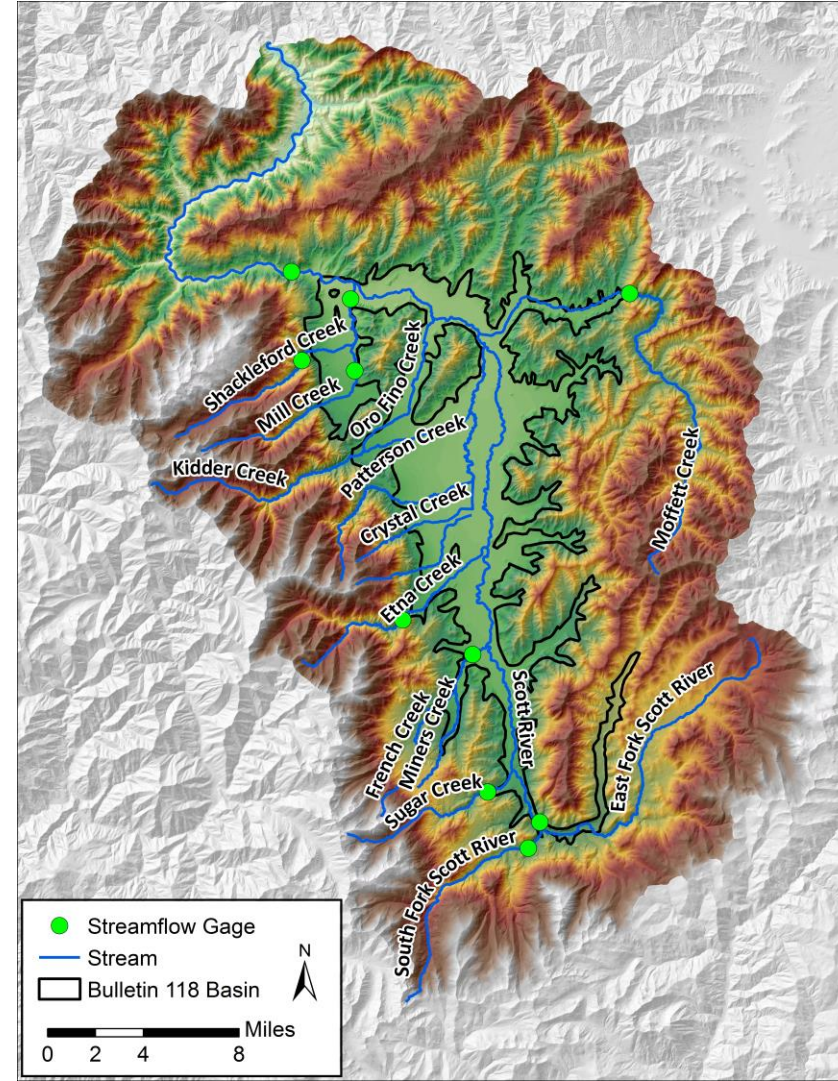 Shackleford Creek
Mill Creek
Oro Fino Creek
Kidder Creek
Patterson Creek
Crystal Creek
Moffett Creek
Etna Creek
French Creek
Miners Creek
Scott River
East Fork Scott River
Sugar Creek
South Fork Scott River
Streamflow Gage
Stream
Bulletin 118 Basin
N
Miles
0 2 4 8